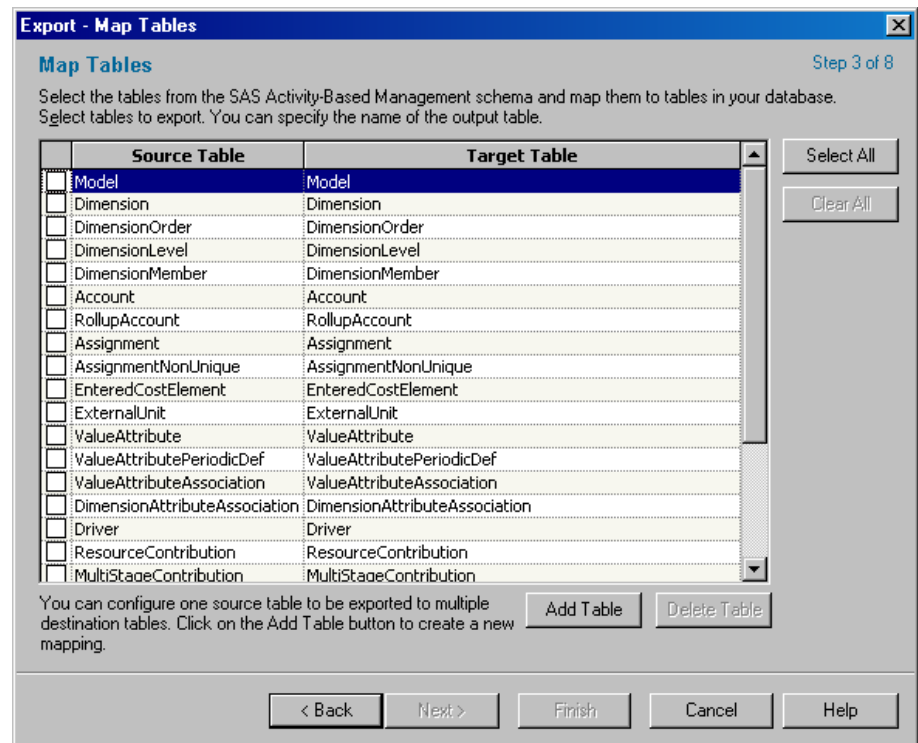 Export - Map Tables
Map Tables
Step 3 of 8
Select the tables from the SAS Activity-Based Management schema and map them to tables in your database.
Select tables to export. You can specify the name of the output table.
Source Table Target Table
Model Model
Dimension Dimension
DimensionOrder DimensionOrder
DimensionLevel DimensionLevel
DimensionMember DimensionMember
Account Account
RollupAccount RollupAccount
Assignment Assignment
AssignmentNonUnique AssignmentNonUnique
EnteredCostElement EnteredCostElement
ExternalUnit ExternalUnit
ValueAttribute ValueAttribute
ValueAttributePeriodicDef ValueAttributePeriodicDef
ValueAttributeAssociation ValueAttributeAssociation
DimensionAttributeAssociation DimensionAttributeAssociation
Driver Driver
ResourceContribution ResourceContribution
MultiStageContribution MultiStageContribution
Select All
Clear All
You can configure one source table to be exported to multiple
destination tables. Click on the Add Table button to create a new
mapping.
Add Table Delete Table
< Back Next > Finish Cancel Help